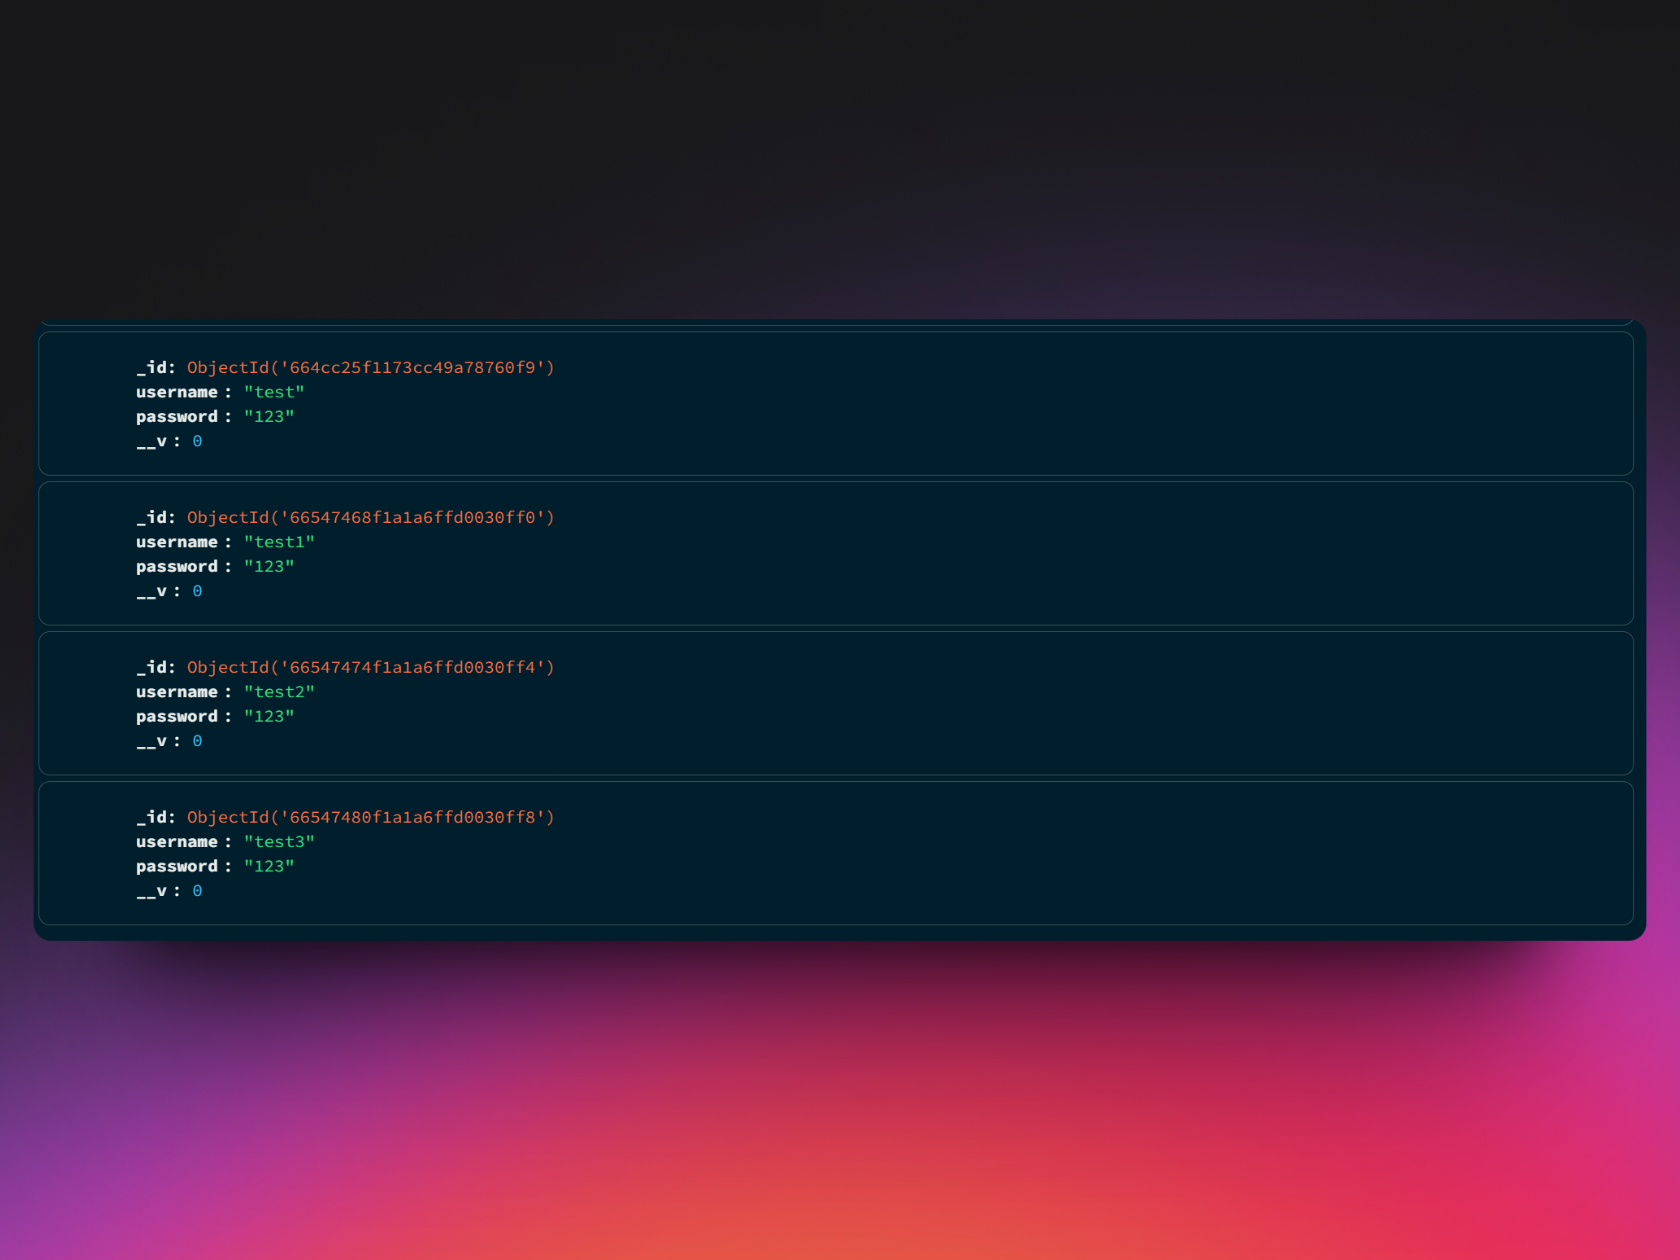 _id: ObjectId('664cc25f1173cc49a78760f9')
username : "test"
password : "123"
__v : 0
_id: ObjectId('66547468f1a1a6ffd0030ff0')
username : "test1"
password : "123"
__v : 0
_id: ObjectId('66547474f1a1a6ffd0030ff4')
username : "test2"
password : "123"
__v : 0
_id: ObjectId('66547480f1a1a6ffd0030ff8')
username : "test3"
password : "123"
__v : 0